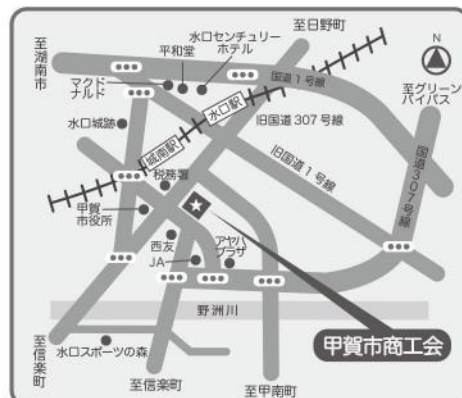 至日野町
水口センチュリー
ホテル
平和堂
N
至湖南市
マクド
ナルド
国道1号線
至グリーン
バイパス
水口駅
旧国道307号線
水口城跡
城南駅
旧国道1号線
国道307号線
税務署
甲賀
市役所
西友
アヤハ
プラザ
JA
野洲川
甲賀市商工会
水口スポーツの森
至信楽町
至信楽町
至甲南町